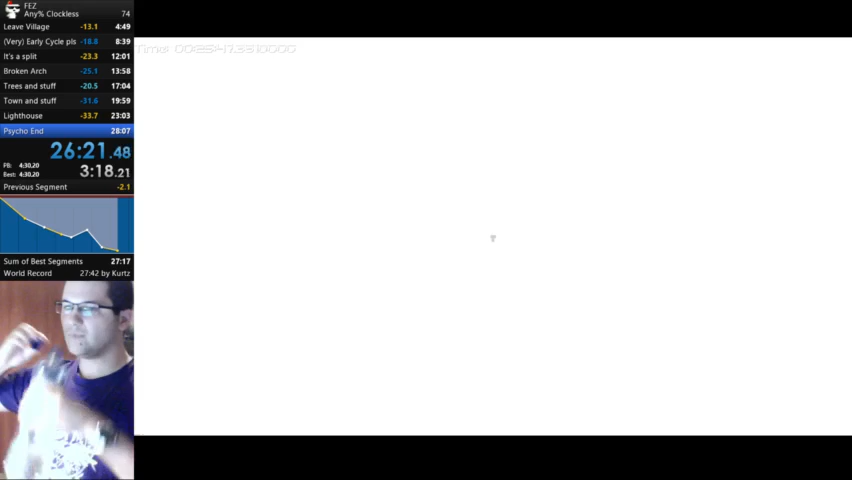 FEZ
Any% Clockless 74
Leave Village -13.1 4:49
(Very) Early Cycle pls -18.8 8:39
It's a split -23.3 12:01
Broken Arch -25.1 13:58
Trees and stuff -20.5 17:04
Town and stuff -31.6 19:59
Lighthouse -33.7 23:03
Psycho End 28:07
26:21.48
PB: 4:30.20
Best: 4:30.20
3:18.21
Previous Segment -2.1
Sum of Best Segments 27:17
World Record 27:42 by Kurtz
Time: